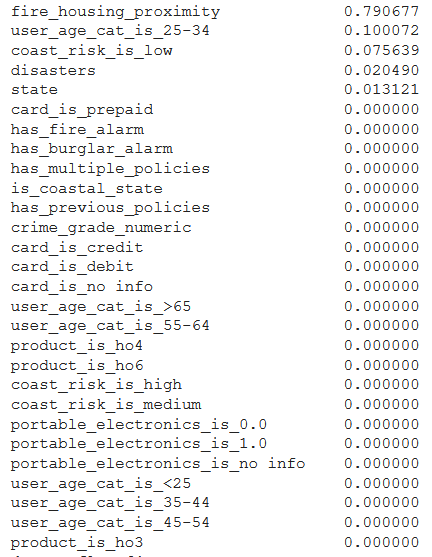 fire_housing_proximity 0.790677
user_age_cat_is_25-34 0.100072
coast_risk_is_low 0.075639
disasters 0.020490
state 0.013121
card_is_prepaid 0.000000
has_fire_alarm 0.000000
has_burglar_alarm 0.000000
has_multiple_policies 0.000000
is_coastal_state 0.000000
has_previous_policies 0.000000
crime_grade_numeric 0.000000
card_is_credit 0.000000
card_is_debit 0.000000
card_is_no info 0.000000
user_age_cat_is_>65 0.000000
user_age_cat_is_55-64 0.000000
product_is_ho4 0.000000
product_is_ho6 0.000000
coast_risk_is_high 0.000000
coast_risk_is_medium 0.000000
portable_electronics_is_0.0 0.000000
portable_electronics_is_1.0 0.000000
portable_electronics_is_no info 0.000000
user_age_cat_is_<25 0.000000
user_age_cat_is_35-44 0.000000
user_age_cat_is_45-54 0.000000
product_is_ho3 0.000000